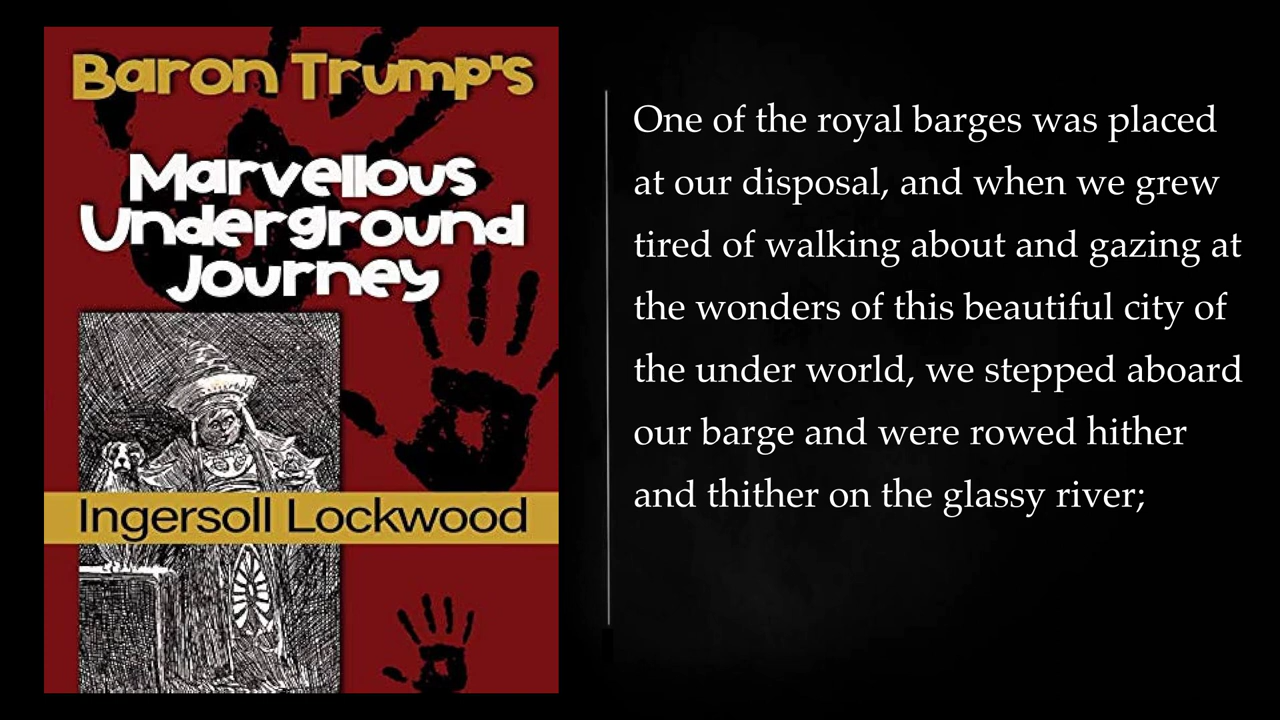 Baron Trump's
Marvellous
Underground
Journey
Ingersoll Lockwood
One of the royal barges was placed
at our disposal, and when we grew
tired of walking about and gazing at
the wonders of this beautiful city of
the under world, we stepped aboard
our barge and were rowed hither
and thither on the glassy river;